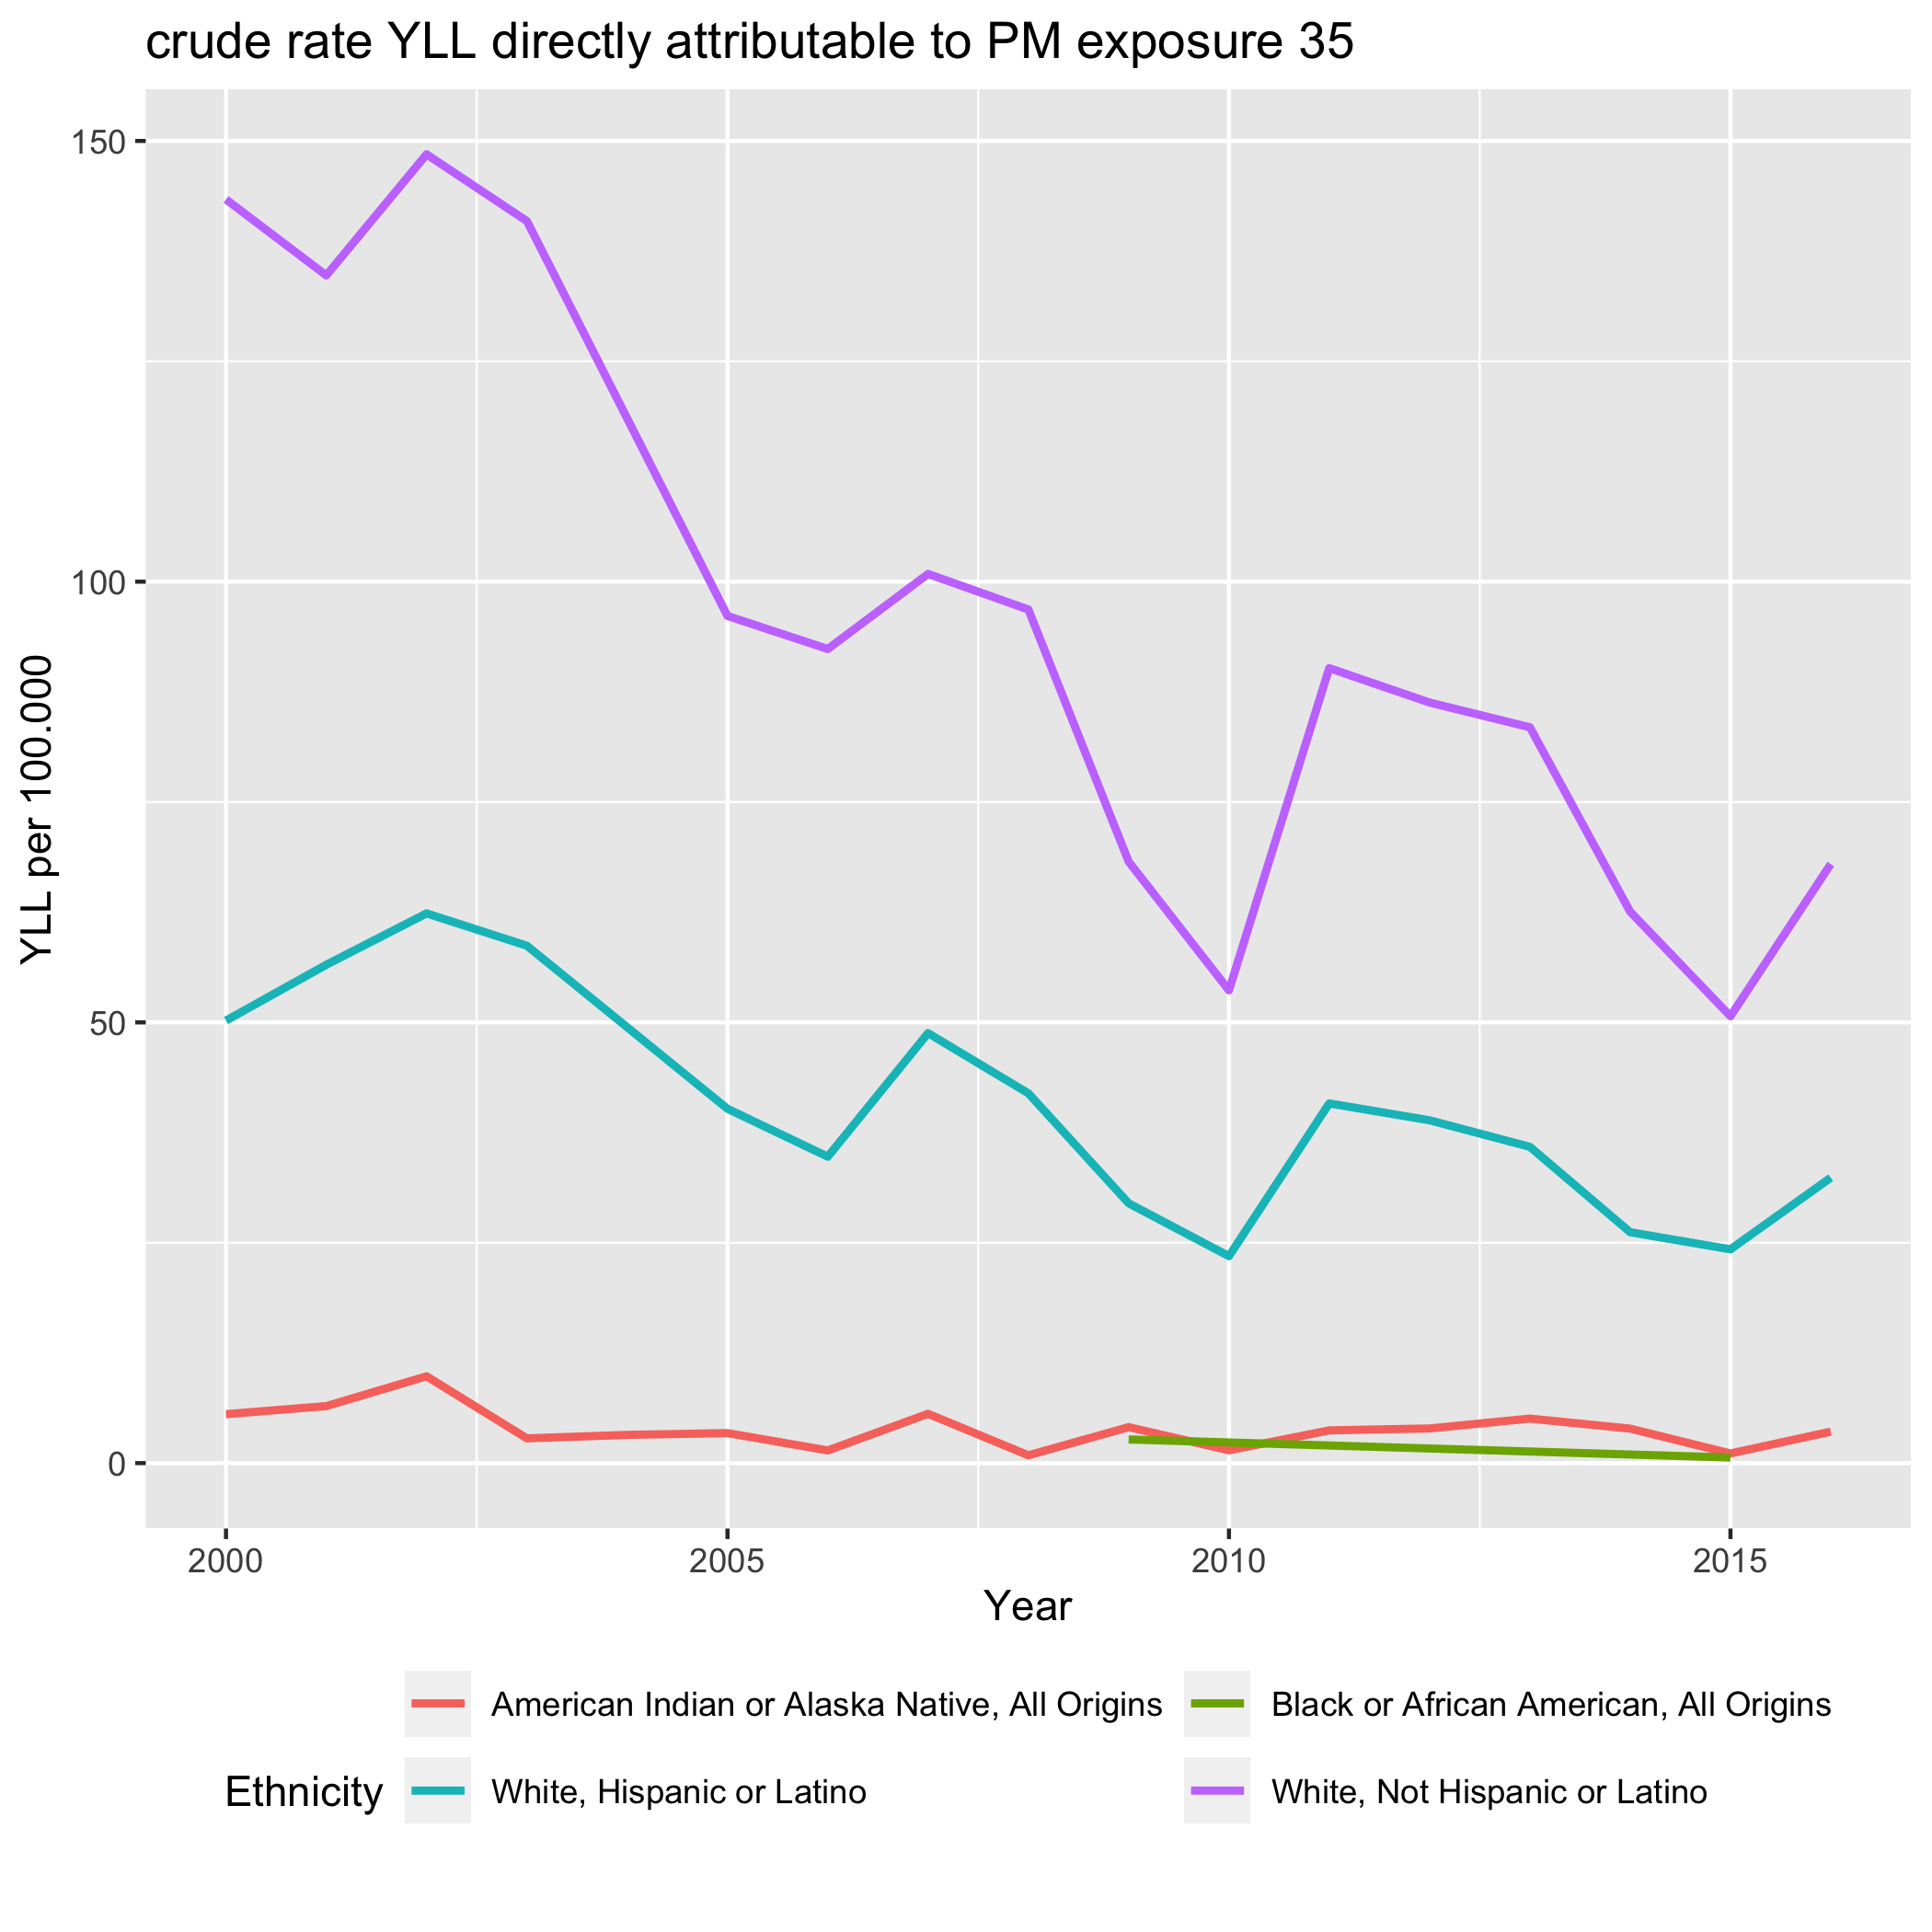 crude rate YLL directly attributable to PM exposure 35
YLL per 100.000
150
100
50
0
2000 2005 2010 2015
Year
Ethnicity
American Indian or Alaska Native, All Origins
Black or African American, All Origins
White, Hispanic or Latino
White, Not Hispanic or Latino